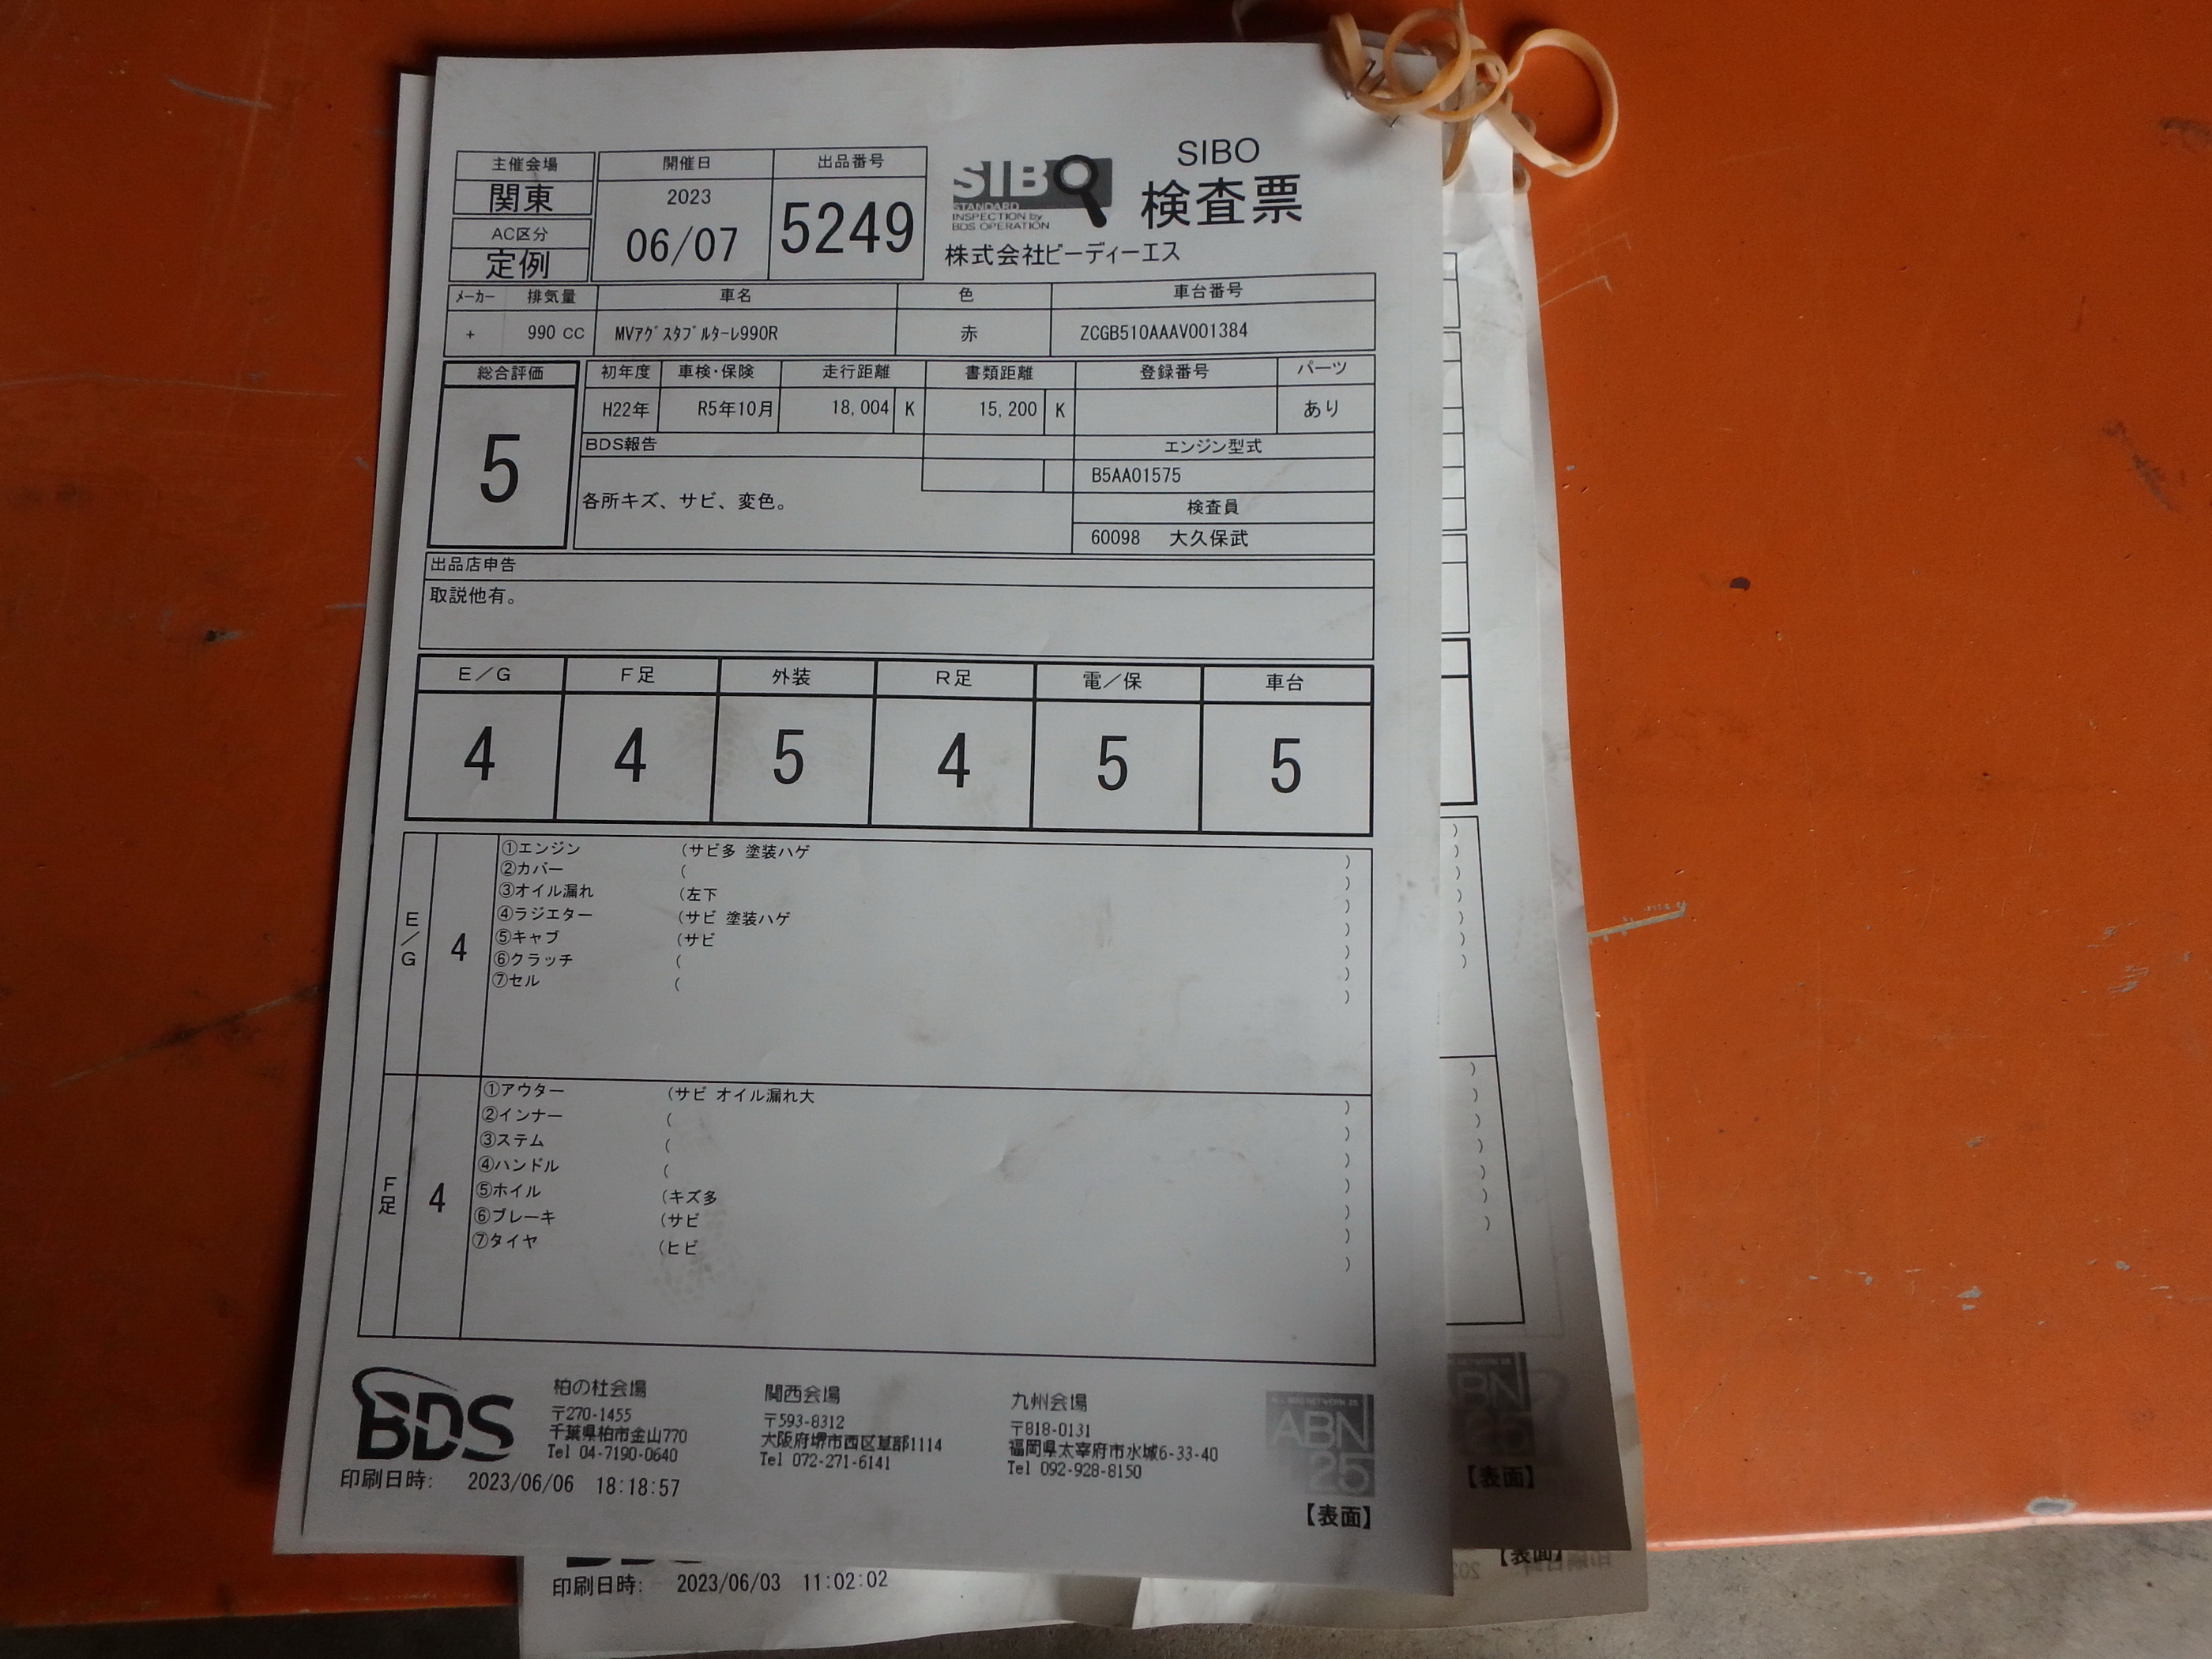 主催会場
関東
AC区分
定例
開催日
2023
06/07
出品番号
5249
SIBO
STANDARD
INSPECTION by
BDS OPERATION
SIBO
検査票
株式会社ビーディーエス
メーカー 排気量 車名 色 車台番号
+ 990 CC MVアグスタブルターレ990R 赤 ZCGB510AAAV001384
総合評価 初年度 車検・保険 走行距離 書類距離 登録番号 パーツ
5 H22年 R5年10月 18,004 K 15,200 K あり
BDS報告 エンジン型式
B5AA01575
各所キズ、サビ、変色。
検査員
60098 大久保武
出品店申告
取説他有。
E/G F足 外装 R足 電/保 車台
4 4 5 4 5 5
E/G 4
①エンジン (サビ多 塗装ハゲ )
②カバー ( )
③オイル漏れ (左下 )
④ラジエター (サビ 塗装ハゲ )
⑤キャブ (サビ )
⑥クラッチ ( )
⑦セル ( )
F足 4
①アウター (サビ オイル漏れ大 )
②インナー ( )
③ステム ( )
④ハンドル ( )
⑤ホイル (キズ多 )
⑥ブレーキ (サビ )
⑦タイヤ (ヒビ )
BDS
柏の杜会場
〒270-1455
千葉県柏市金山770
Tel 04-7190-0640
関西会場
〒593-8312
大阪府堺市西区草部1114
Tel 072-271-6141
九州会場
〒818-0131
福岡県太宰府市水城6-33-40
Tel 092-928-8150
ABN
25
印刷日時: 2023/06/06 18:18:57
【表面】
BN
25
【表面】
【表面】
印刷日時: 2023/06/03 11:02:02